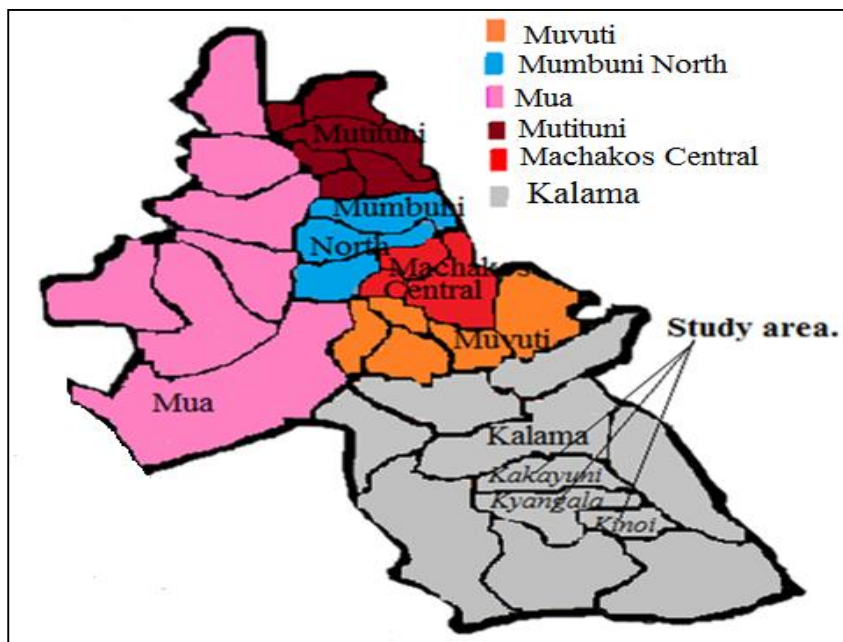 Muvuti
Mumbuni North
Mua
Mutituni
Machakos Central
Kalama
Mutituni
Mumbuni
North
Machakos
Central
Muvuti
Study area.
Mua
Kalama
Kakayuni
Kyangala
Kinoi